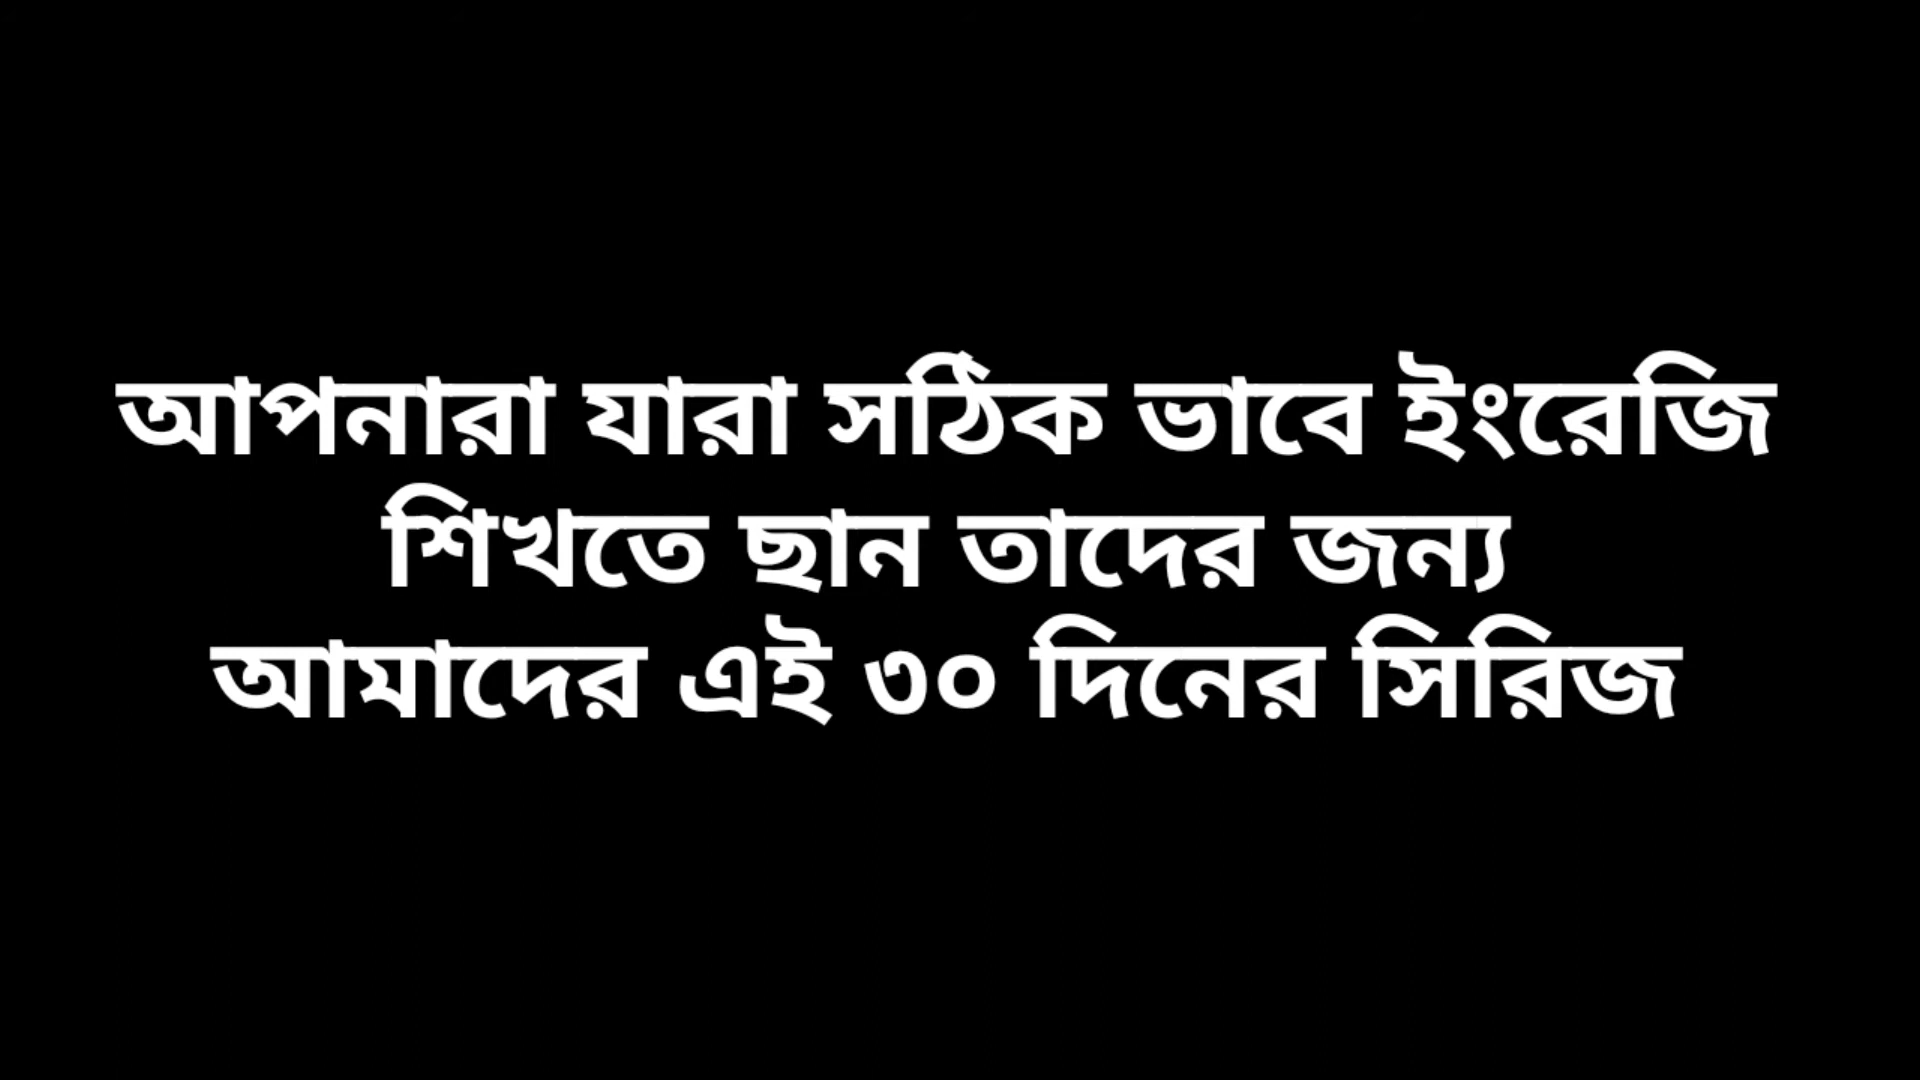 আপনারা যারা সঠিক ভাবে ইংরেজি
শিখতে ছান তাদের জন্য
আমাদের এই ৩০ দিনের সিরিজ